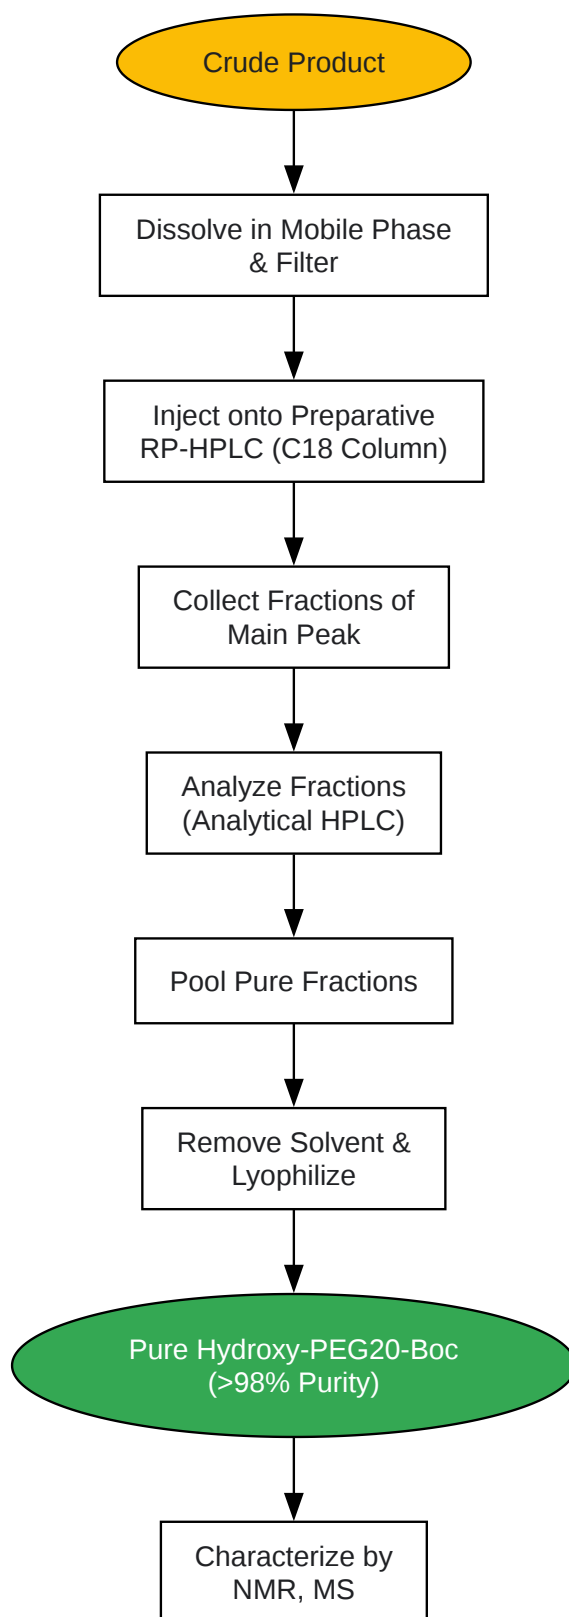 Crude Product
Dissolve in Mobile Phase
& Filter
Inject onto Preparative
RP-HPLC (C18 Column)
Collect Fractions of
Main Peak
Analyze Fractions
(Analytical HPLC)
Pool Pure Fractions
Remove Solvent &
Lyophilize
Pure Hydroxy-PEG20-Boc
(>98% Purity)
Characterize by
NMR, MS